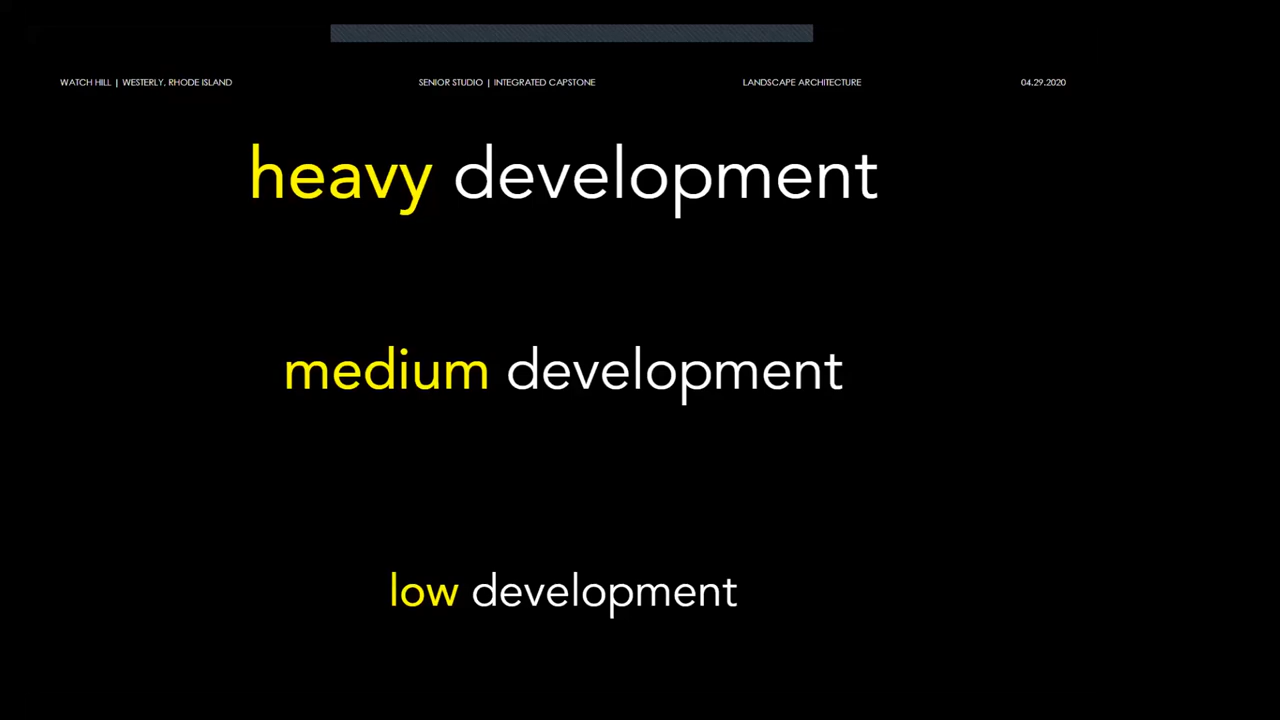 WATCH HILL | WESTERLY, RHODE ISLAND
SENIOR STUDIO | INTEGRATED CAPSTONE
LANDSCAPE ARCHITECTURE
04.29.2020
heavy development
medium development
low development